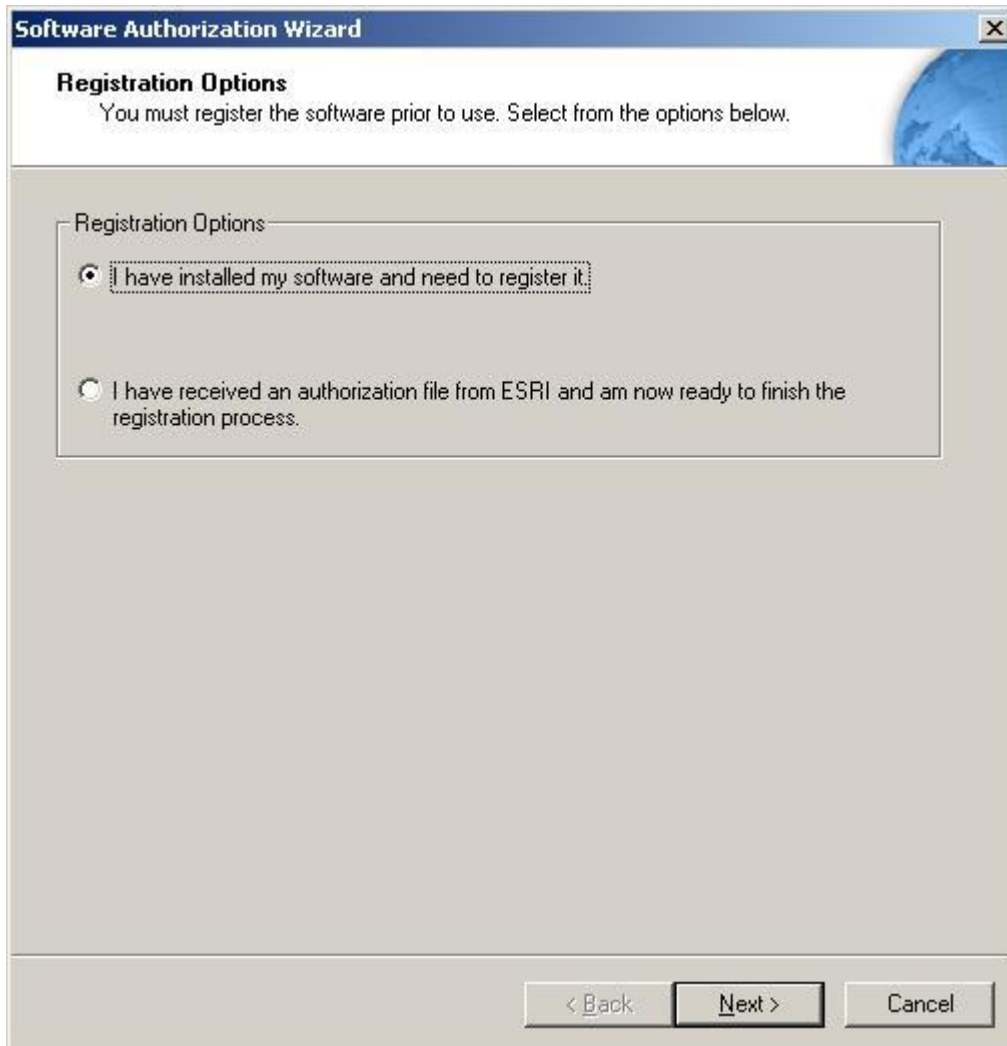 Software Authorization Wizard
Registration Options
You must register the software prior to use. Select from the options below.
Registration Options
I have installed my software and need to register it.
I have received an authorization file from ESRI and am now ready to finish the
registration process.
< Back
Next >
Cancel